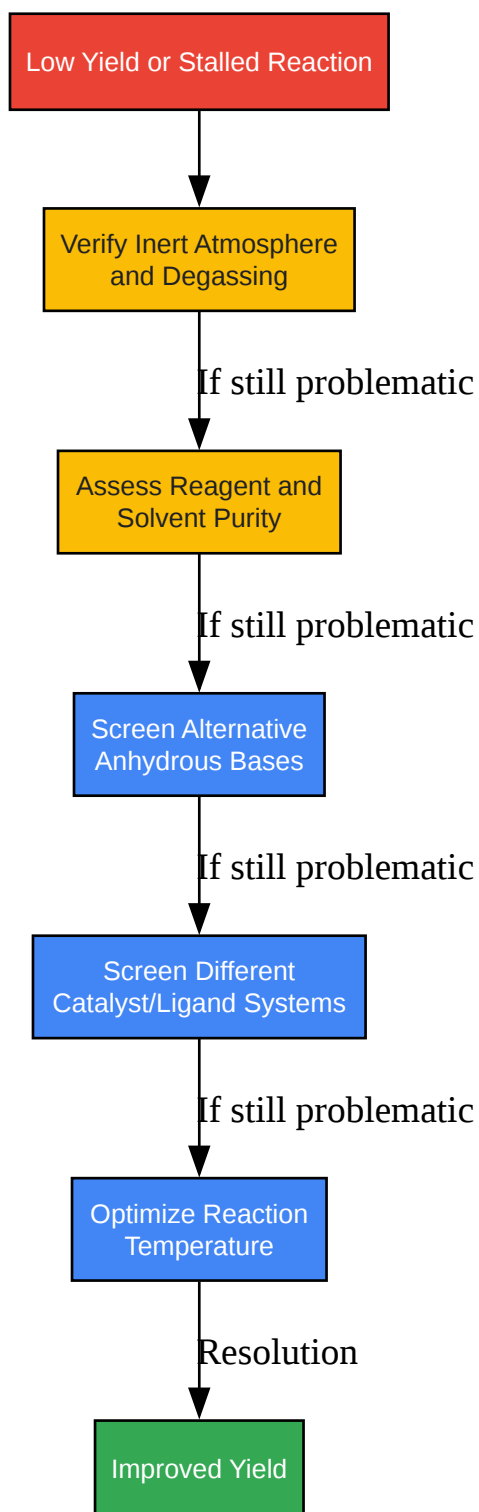 Low Yield or Stalled Reaction
Verify Inert Atmosphere
and Degassing
If still problematic
Assess Reagent and
Solvent Purity
If still problematic
Screen Alternative
Anhydrous Bases
If still problematic
Screen Different
Catalyst/Ligand Systems
If still problematic
Optimize Reaction
Temperature
Resolution
Improved Yield